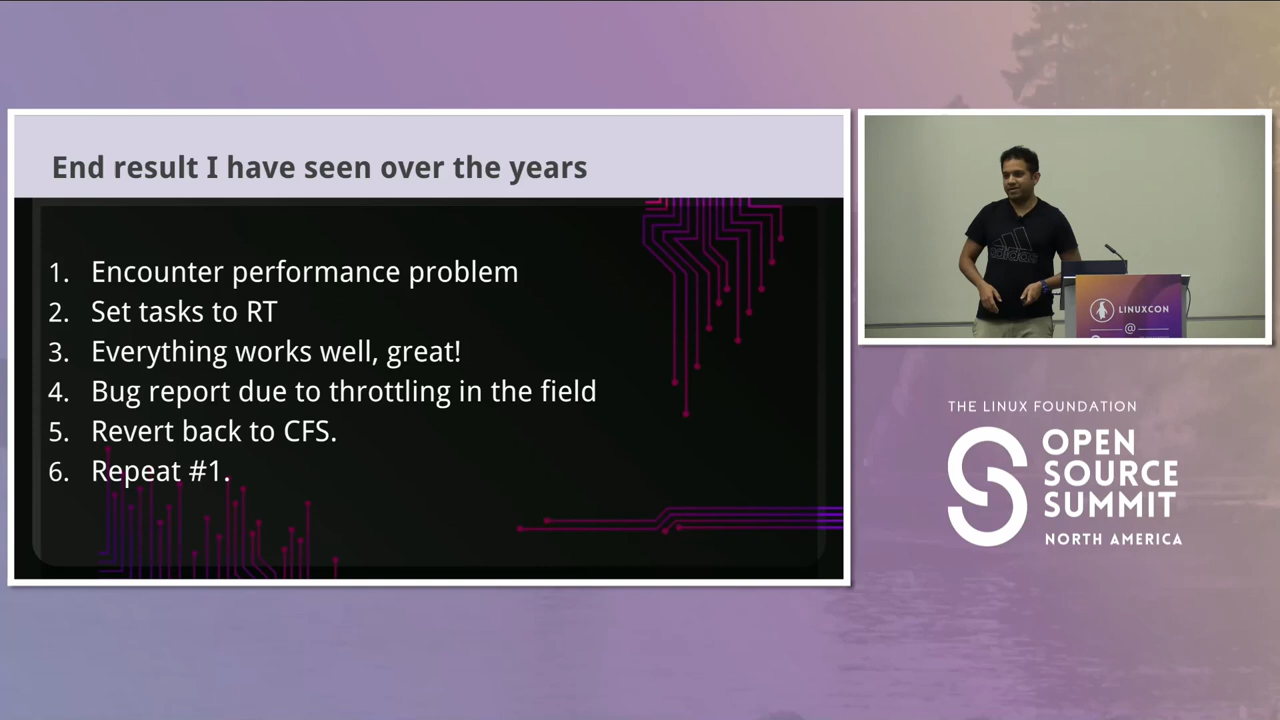 End result I have seen over the years
1. Encounter performance problem
2. Set tasks to RT
3. Everything works well, great!
4. Bug report due to throttling in the field
5. Revert back to CFS.
6. Repeat #1.
adidas
LINUXCON
@
THE LINUX FOUNDATION
OPEN
SOURCE
SUMMIT
NORTH AMERICA